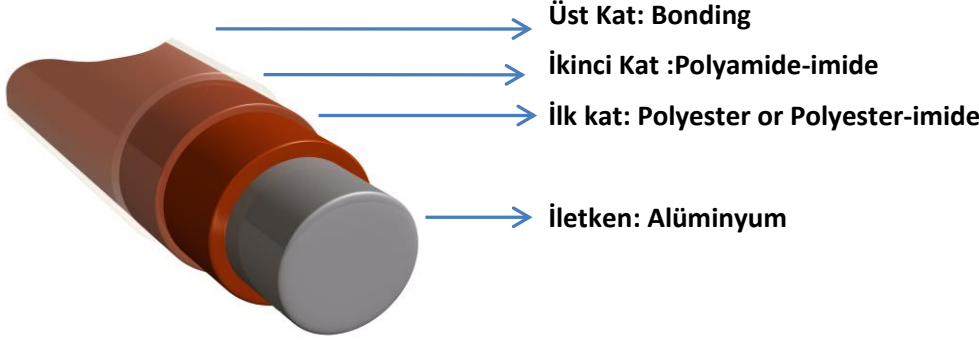 Üst Kat: Bonding
İkinci Kat :Polyamide-imide
İlk kat: Polyester or Polyester-imide
İletken: Alüminyum